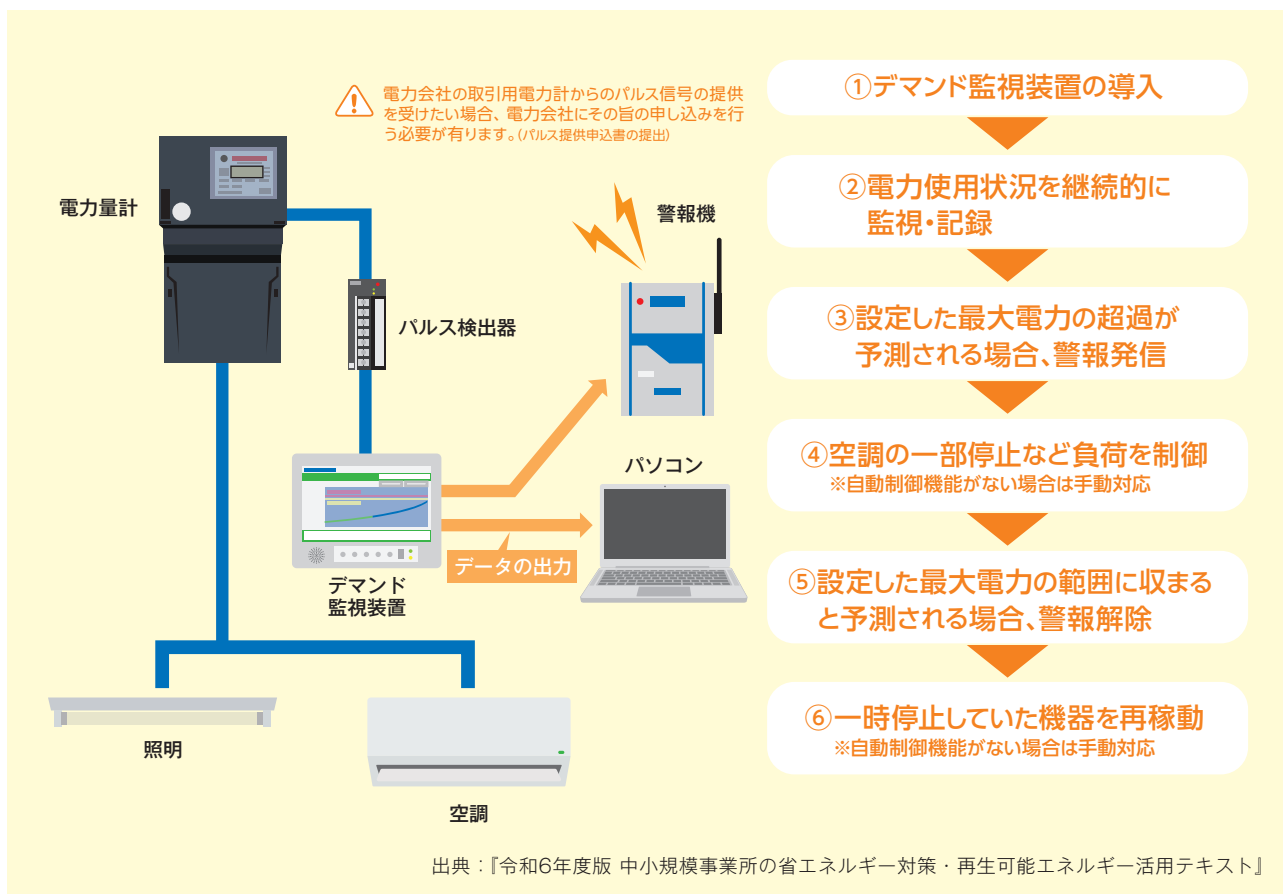 電力会社の取引用電力計からのパルス信号の提供
を受けたい場合、電力会社にその旨の申し込みを行
う必要が有ります。(パルス提供申込書の提出)
電力量計
パルス検出器
警報機
パソコン
データの出力
デマンド
監視装置
照明
空調
①デマンド監視装置の導入
②電力使用状況を継続的に
監視・記録
③設定した最大電力の超過が
予測される場合、警報発信
④空調の一部停止など負荷を制御
※自動制御機能がない場合は手動対応
⑤設定した最大電力の範囲に収まる
と予測される場合、警報解除
⑥一時停止していた機器を再稼動
※自動制御機能がない場合は手動対応
出典：『令和6年度版 中小規模事業所の省エネルギー対策・再生可能エネルギー活用テキスト』